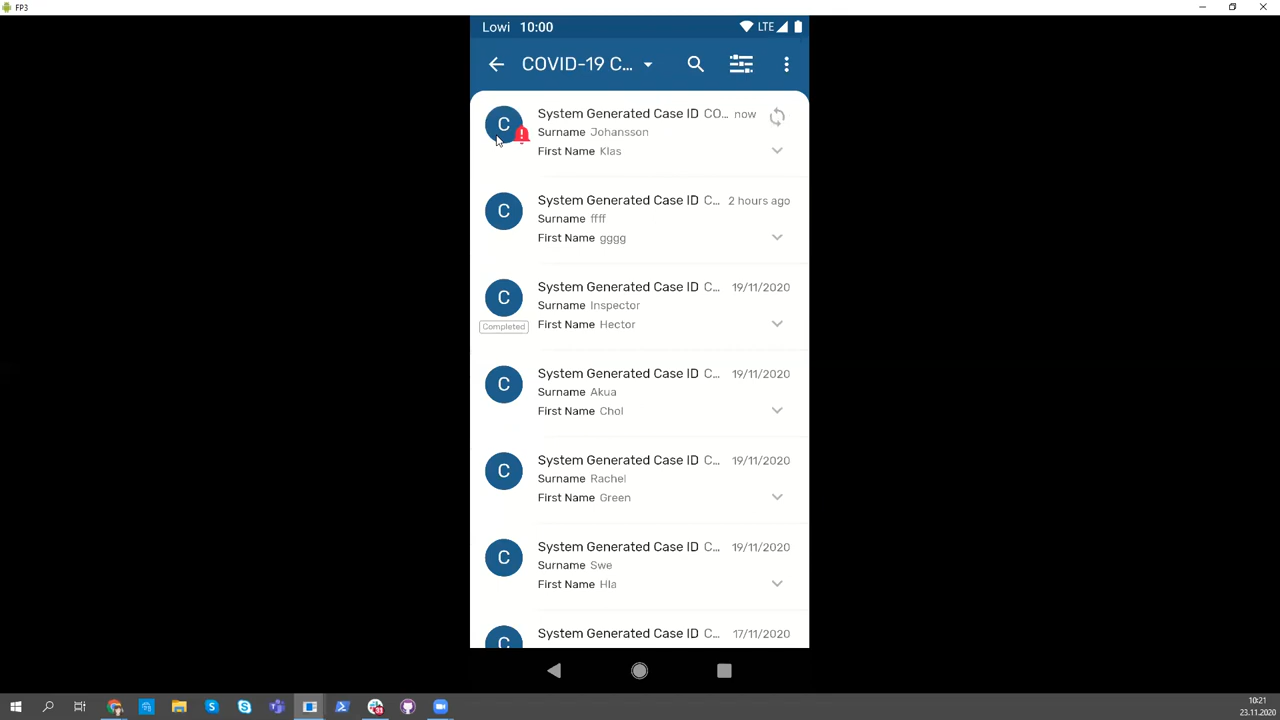 FP3
Lowi 10:00 LTE
COVID-19 C...
C
System Generated Case ID CO... now
Surname Johansson
First Name Klas
C
System Generated Case ID C... 2 hours ago
Surname ffff
First Name gggg
C
System Generated Case ID C... 19/11/2020
Surname Inspector
First Name Hector
Completed
C
System Generated Case ID C... 19/11/2020
Surname Akua
First Name Chol
C
System Generated Case ID C... 19/11/2020
Surname Rachel
First Name Green
C
System Generated Case ID C... 19/11/2020
Surname Swe
First Name Hla
C
System Generated Case ID C... 17/11/2020
10:21
23.11.2020